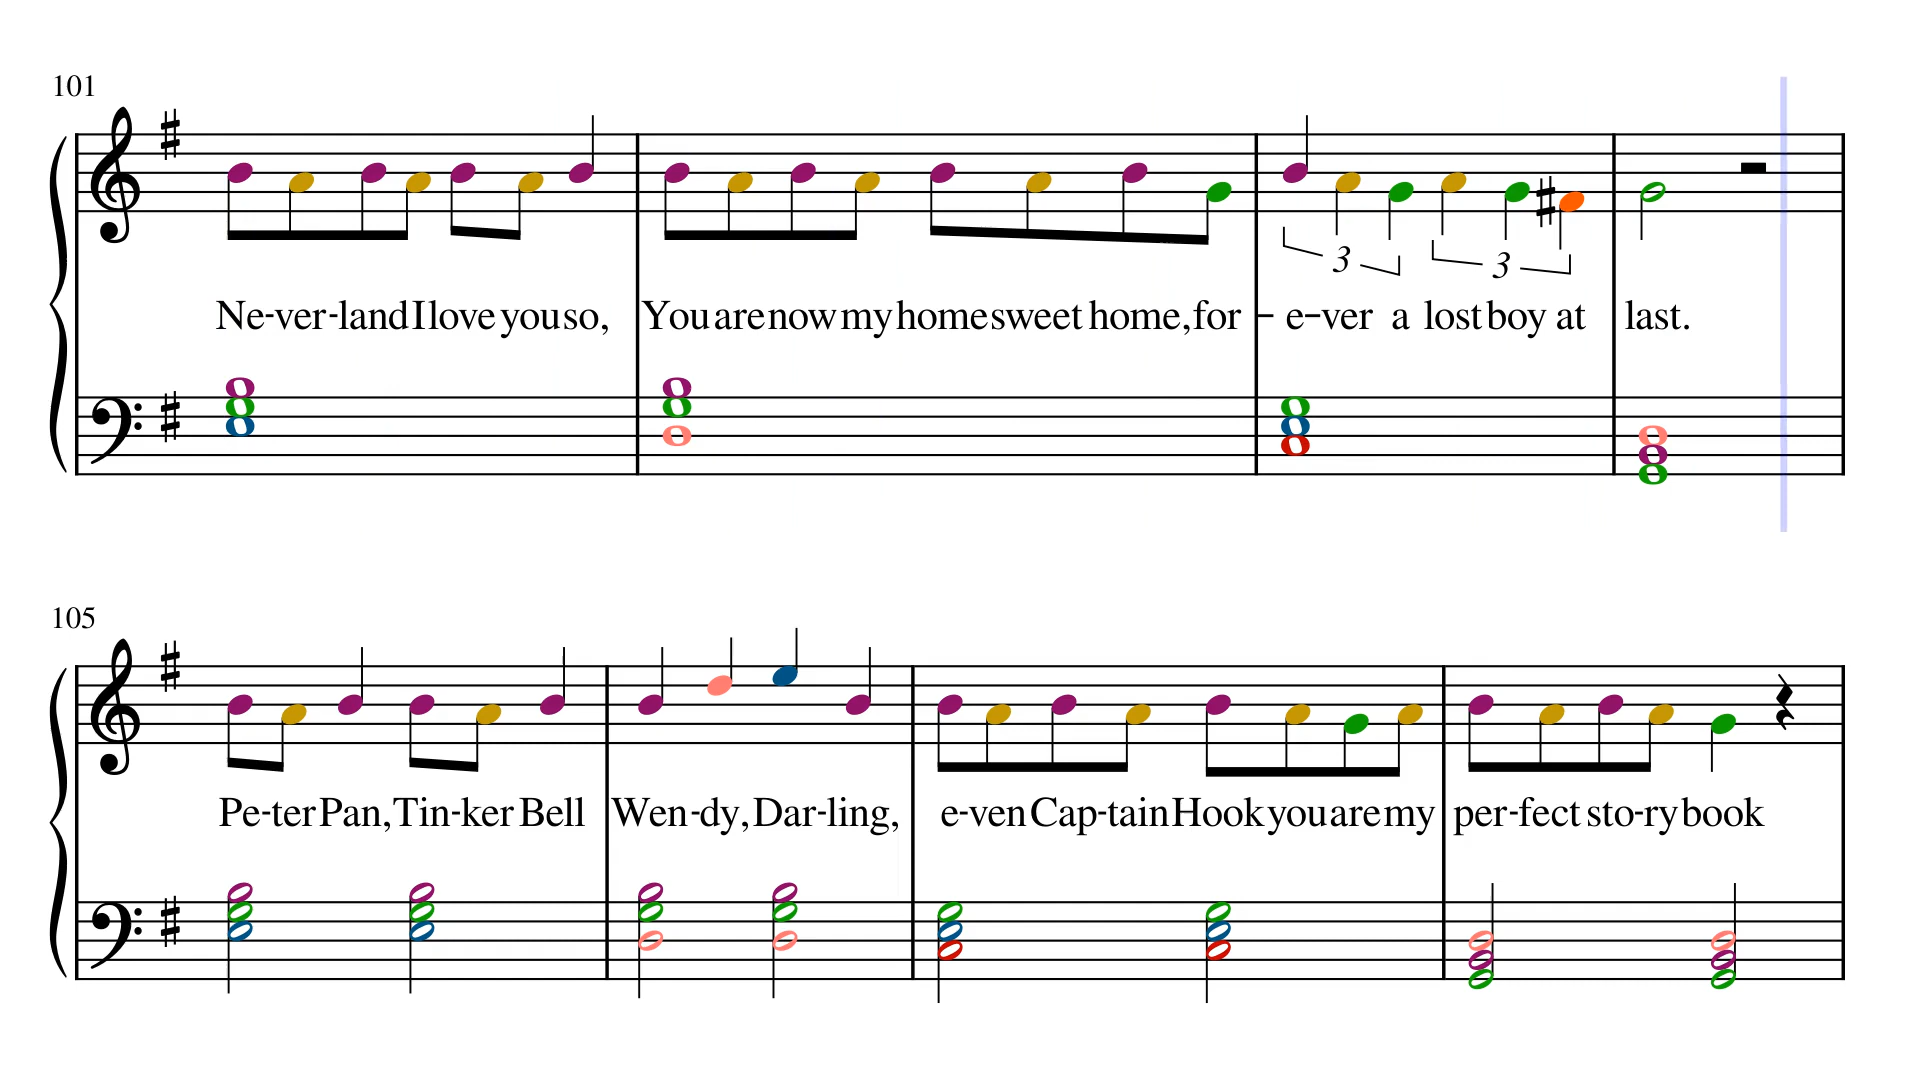 101
3 3
Ne-ver-land I love you so, You are now my home sweet home, for - e-ver a lost boy at last.
105
Pe-ter Pan, Tin-ker Bell Wen-dy, Dar-ling, e-ven Cap-tain Hook you are my per-fect sto-ry book